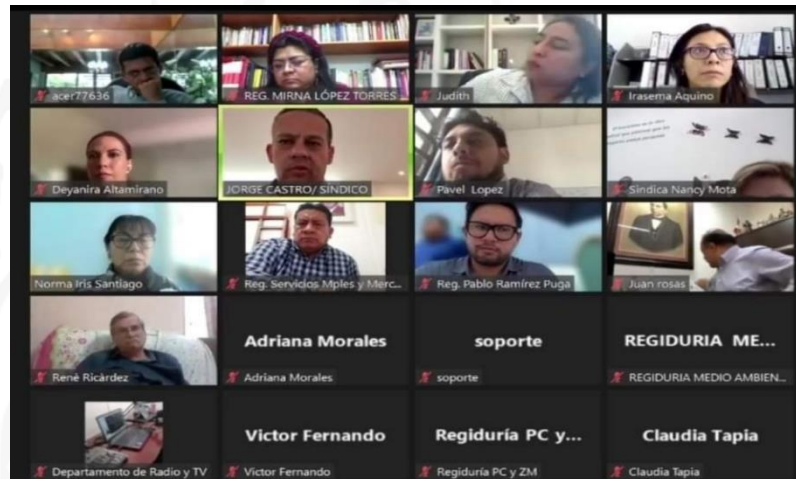 acer77636
REG. MIRNA LÓPEZ TORRES
Judith
Irasema Aquino
Deyanira Altamirano
JORGE CASTRO/ SÍNDICO
Pavel Lopez
Síndica Nancy Mota
Norma Iris Santiago
Reg. Servicios Mples y Merc...
Reg. Pablo Ramírez Puga
Juan rosas
Renè Ricárdez
Adriana Morales
Adriana Morales
soporte
soporte
REGIDURIA ME...
REGIDURIA MEDIO AMBIEN...
Departamento de Radio y TV
Victor Fernando
Victor Fernando
Regiduría PC y...
Regiduría PC y ZM
Claudia Tapia
Claudia Tapia